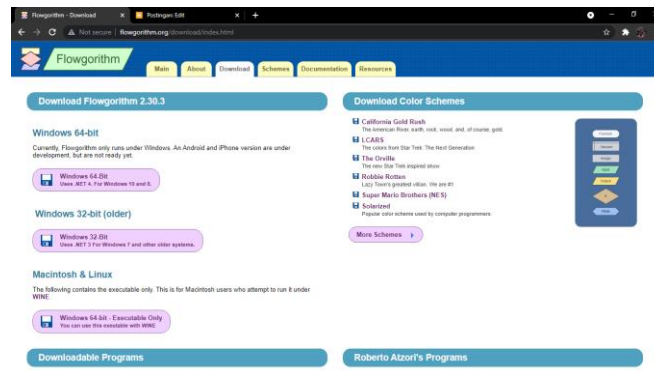 Flowgorithm - Download
Postingan Edit
Not secure
flowgorithm.org/download/index.html
Flowgorithm
Main
About
Download
Schemes
Documentation
Resources
Download Flowgorithm 2.30.3
Windows 64-bit
Currently, Flowgorithm only runs under Windows. An Android and iPhone version are under
development, but are not ready yet.
Windows 64-Bit
Uses .NET 4. For Windows 10 and 8.
Windows 32-bit (older)
Windows 32-Bit
Uses .NET 3 For Windows 7 and other older systems.
Macintosh & Linux
The following contains the executable only. This is for Macintosh users who attempt to run it under
WINE.
Windows 64-bit - Executable Only
You can use this exectable with WINE
Downloadable Programs
Download Color Schemes
California Gold Rush
The American River: earth, rock, wood, and, of course, gold.
LCARS
The colors from Star Trek: The Next Generation
The Orville
The new Star Trek inspired show
Robbie Rotten
Lazy Town's greatest villian. We are #1!
Super Mario Brothers (NES)
Solarized
Popular color scheme used by computer programmers
More Schemes
Roberto Atzori's Programs